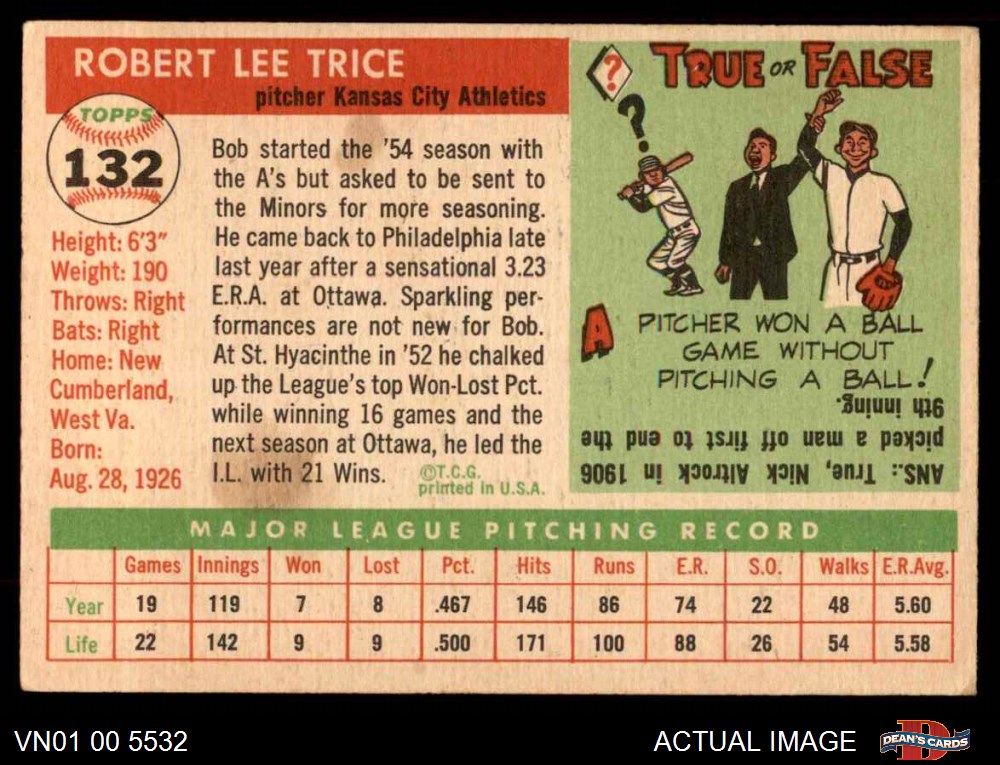 ROBERT LEE TRICE
pitcher Kansas City Athletics
TOPPS
132
Height: 6'3"
Weight: 190
Throws: Right
Bats: Right
Home: New
Cumberland,
West Va.
Born:
Aug. 28, 1926
Bob started the '54 season with
the A's but asked to be sent to
the Minors for more seasoning.
He came back to Philadelphia late
last year after a sensational 3.23
E.R.A. at Ottawa. Sparkling per-
formances are not new for Bob.
At St. Hyacinthe in '52 he chalked
up the League's top Won-Lost Pct.
while winning 16 games and the
next season at Ottawa, he led the
I.L. with 21 Wins.
©T.C.G.
printed in U.S.A.
?
?
TRUE OR FALSE
A PITCHER WON A BALL
GAME WITHOUT
PITCHING A BALL!
ANS.: True, Nick Altrock in 1906
picked a man off first to end the
9th inning.
MAJOR LEAGUE PITCHING RECORD
Games Innings Won Lost Pct. Hits Runs E.R. S.O. Walks E.R.Avg.
Year 19 119 7 8 .467 146 86 74 22 48 5.60
Life 22 142 9 9 .500 171 100 88 26 54 5.58
VN01 00 5532
ACTUAL IMAGE
D
DEAN'S CARDS